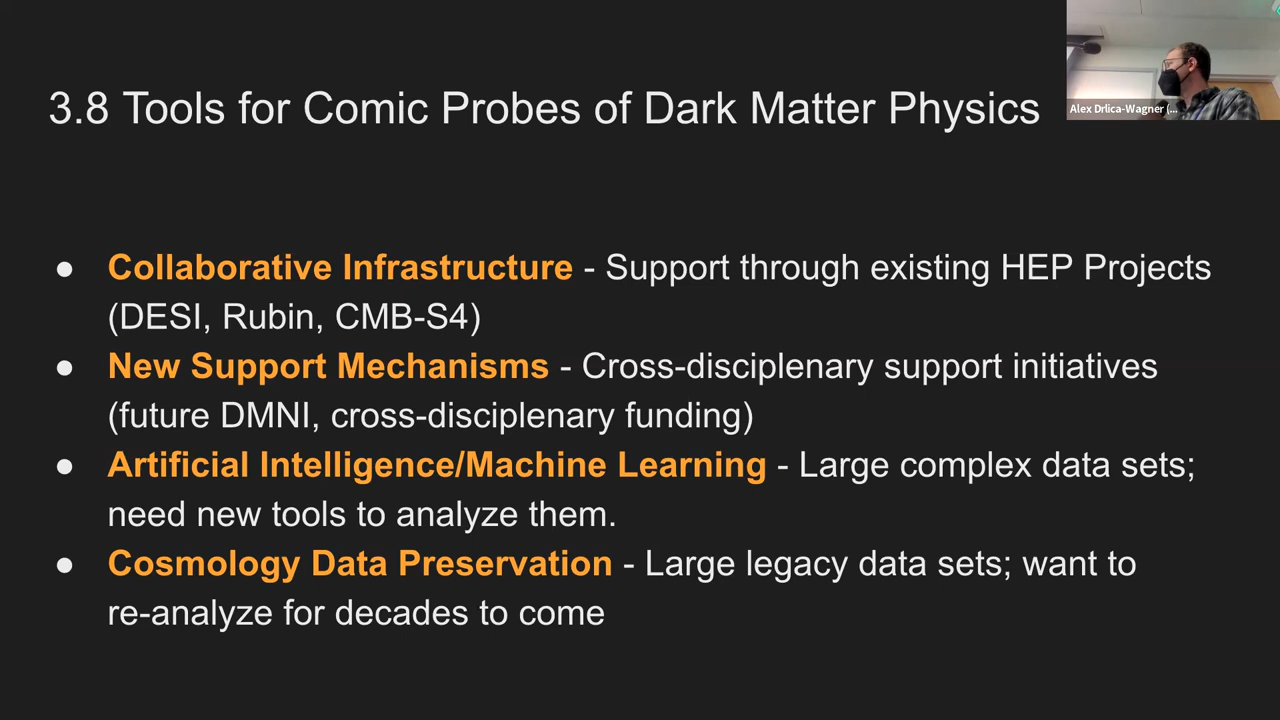 3.8 Tools for Comic Probes of Dark Matter Physics
Alex Drlica-Wagner (...
● Collaborative Infrastructure - Support through existing HEP Projects
(DESI, Rubin, CMB-S4)
● New Support Mechanisms - Cross-disciplenary support initiatives
(future DMNI, cross-disciplenary funding)
● Artificial Intelligence/Machine Learning - Large complex data sets;
need new tools to analyze them.
● Cosmology Data Preservation - Large legacy data sets; want to
re-analyze for decades to come